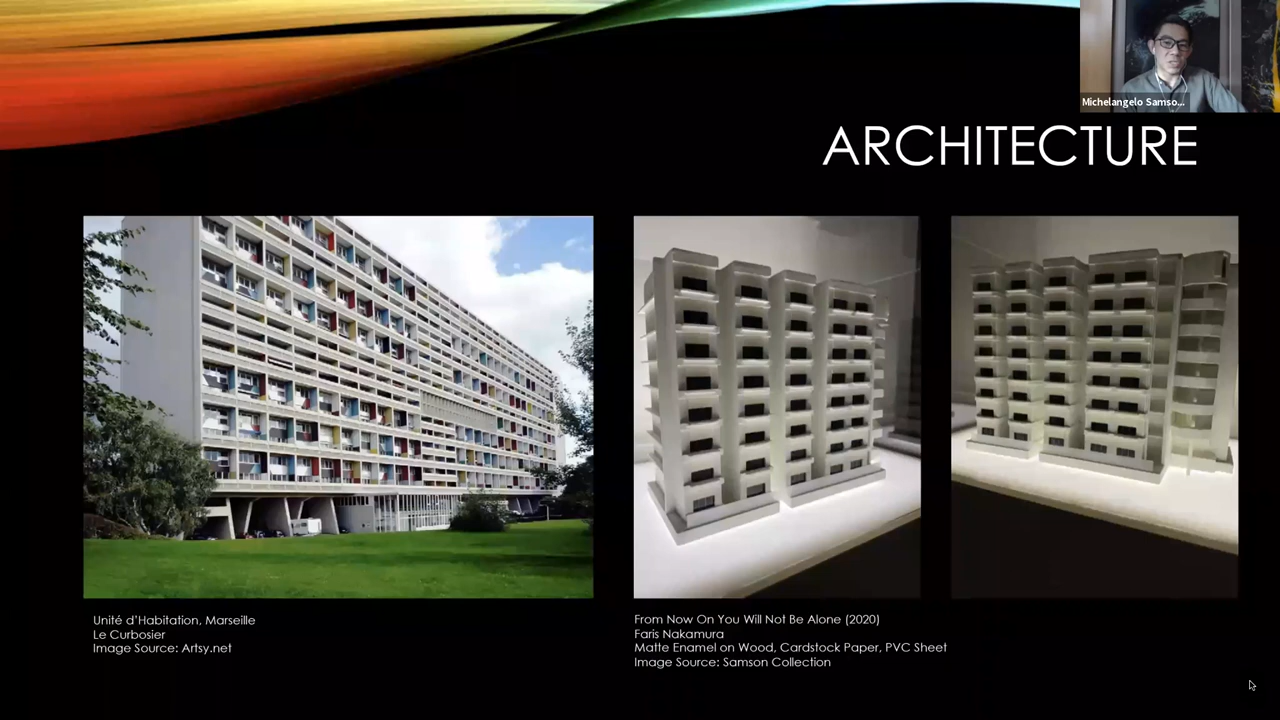 Michelangelo Samso...
ARCHITECTURE
Unité d'Habitation, Marseille
Le Curbosier
Image Source: Artsy.net
From Now On You Will Not Be Alone (2020)
Faris Nakamura
Matte Enamel on Wood, Cardstock Paper, PVC Sheet
Image Source: Samson Collection